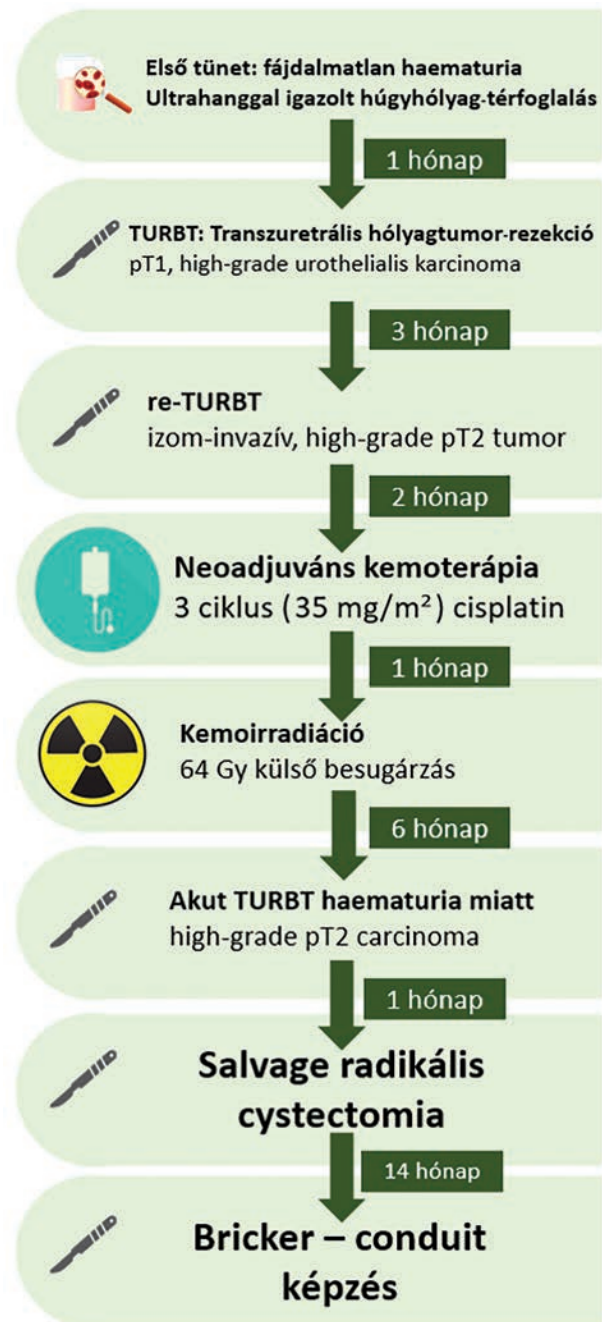 Első tünet: fájdalmatlan haematuria
Ultrahanggal igazolt húgyhólyag-térfoglalás
1 hónap
TURBT: Transzuretrális hólyagtumor-rezekció
pT1, high-grade urothelialis karcinoma
3 hónap
re-TURBT
izom-invazív, high-grade pT2 tumor
2 hónap
Neoadjuváns kemoterápia
3 ciklus (35 mg/m²) cisplatin
1 hónap
Kemoirradiáció
64 Gy külső besugárzás
6 hónap
Akut TURBT haematuria miatt
high-grade pT2 carcinoma
1 hónap
Salvage radikális
cystectomia
14 hónap
Bricker – conduit
képzés